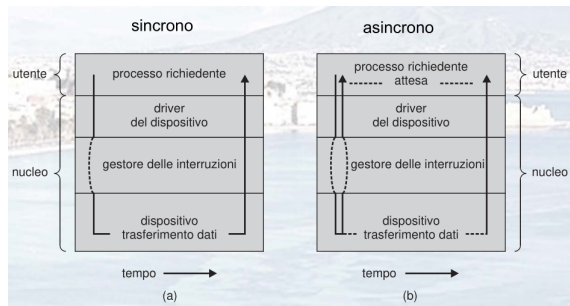 sincrono
asincrono
utente
processo richiedente
driver
del dispositivo
nucleo
gestore delle interruzioni
dispositivo
trasferimento dati
tempo
(a)
processo richiedente
attesa
utente
driver
del dispositivo
gestore delle interruzioni
nucleo
dispositivo
trasferimento dati
tempo
(b)